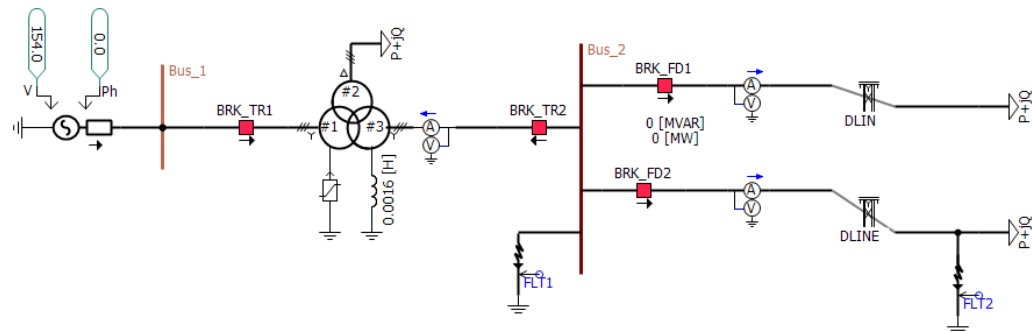 154.0
0.0
V
Ph
Bus_1
BRK_TR1
#1
#2
#3
P+jQ
0.0016 [H]
A
V
BRK_TR2
Bus_2
BRK_FD1
0 [MVAR]
0 [MW]
A
V
DLIN
P+jQ
BRK_FD2
A
V
DLINE
P+jQ
FLT1
FLT2